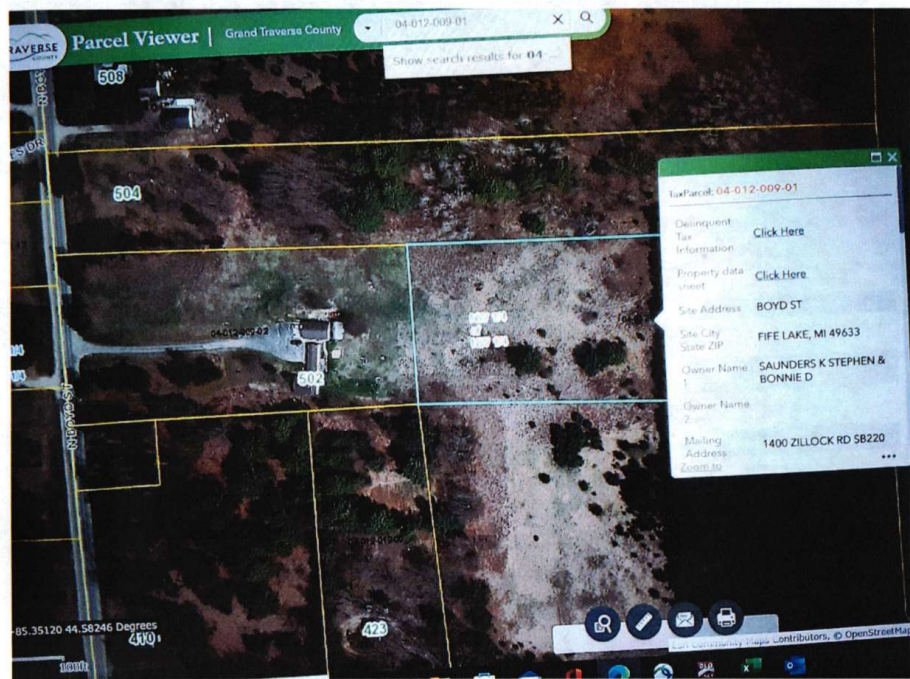 TRAVERSE
COUNTY
Parcel Viewer | Grand Traverse County
04-012-009-01
Show search results for 04 ...
508
504
04-012-009-02
502
N BOYD ST
423
410
-85.35120 44.58246 Degrees
100ft
TaxParcel: 04-012-009-01
Delinquent Tax Information Click Here
Property data sheet Click Here
Site Address BOYD ST
Site City State ZIP FIFE LAKE, MI 49633
Owner Name 1 SAUNDERS K STEPHEN & BONNIE D
Owner Name 2
Mailing Address 1400 ZILLOCK RD SB220
Zoom to
...
Esri Community Maps Contributors, © OpenStreetMap